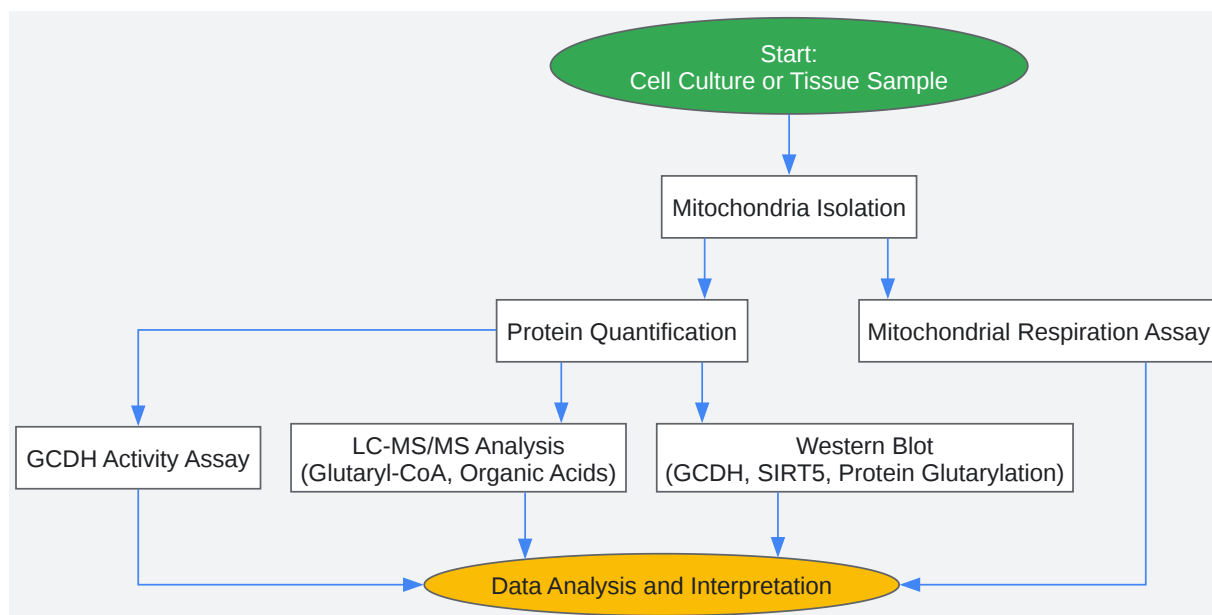 Start:
Cell Culture or Tissue Sample
Mitochondria Isolation
Protein Quantification
Mitochondrial Respiration Assay
GCDH Activity Assay
LC-MS/MS Analysis
(Glutaryl-CoA, Organic Acids)
Western Blot
(GCDH, SIRT5, Protein Glutarylation)
Data Analysis and Interpretation